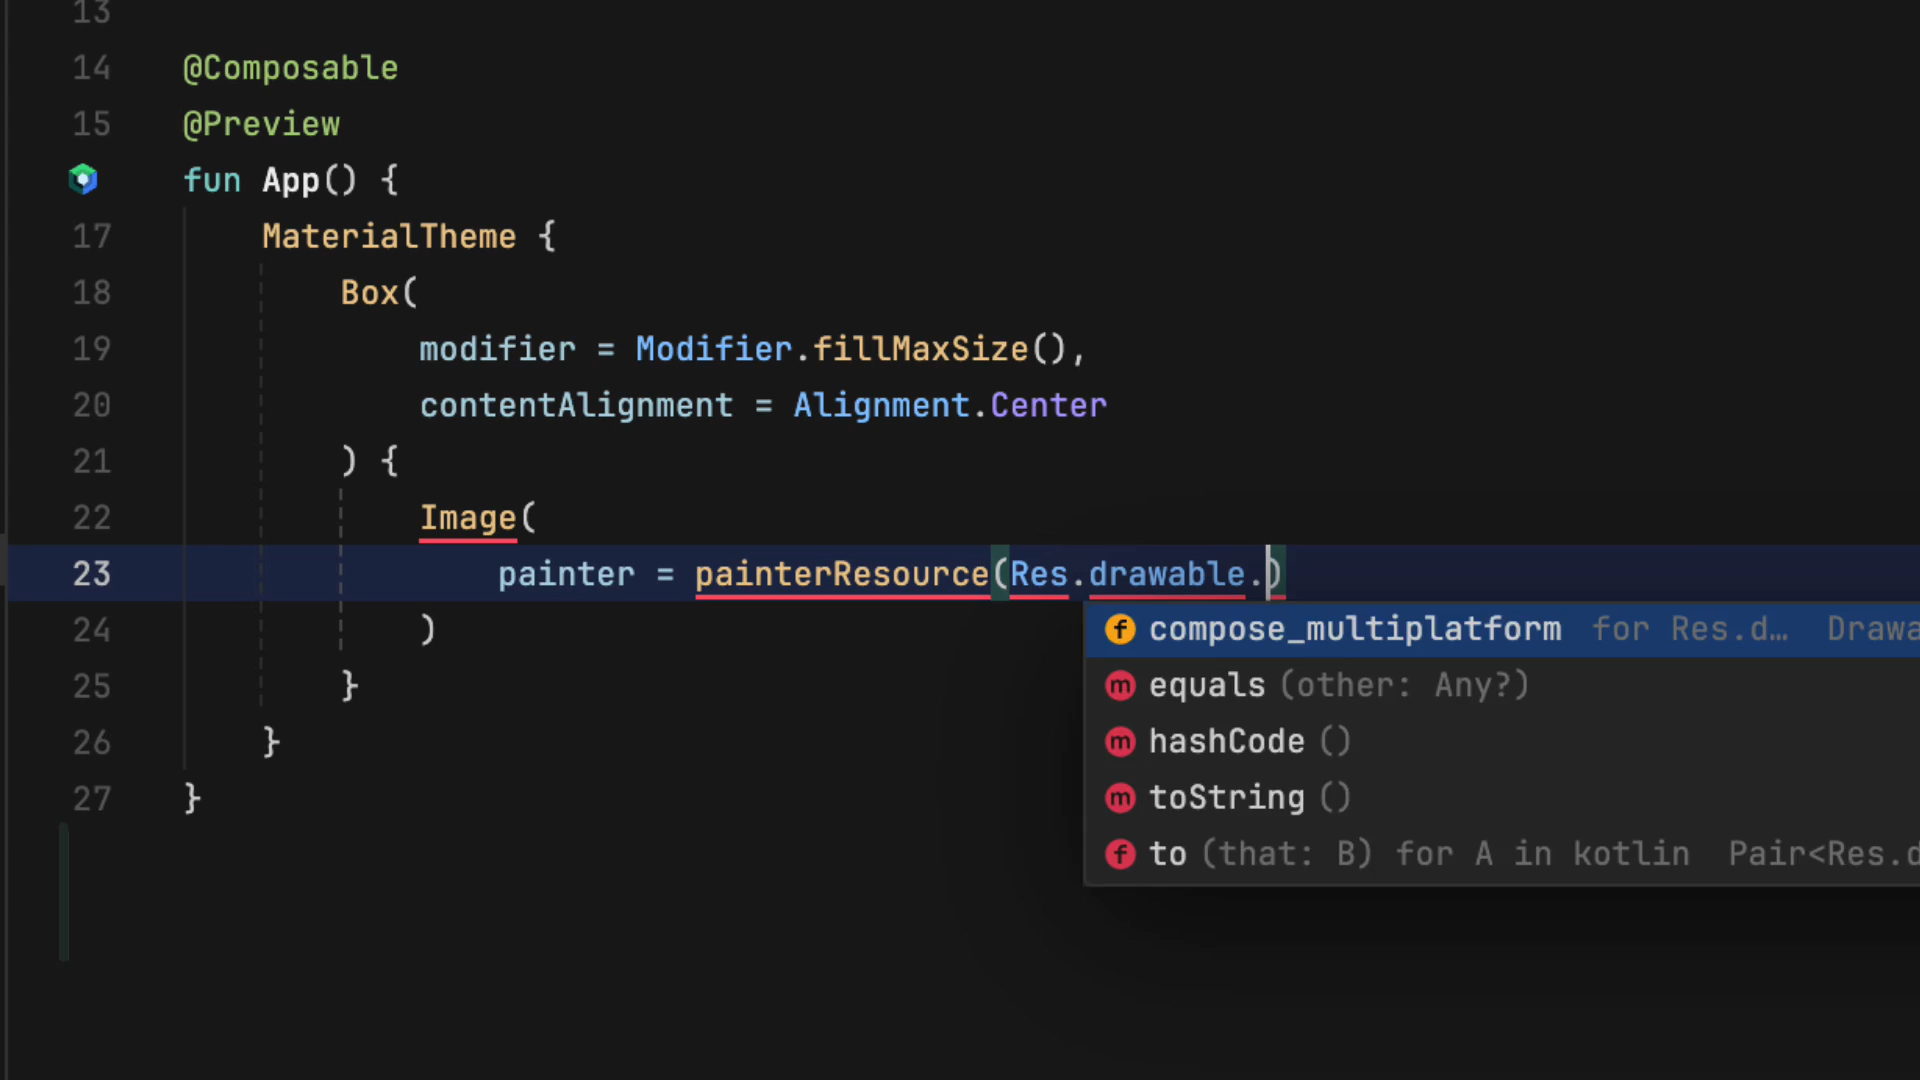 13
14 @Composable
15 @Preview
fun App() {
17 MaterialTheme {
18 Box(
19 modifier = Modifier.fillMaxSize(),
20 contentAlignment = Alignment.Center
21 ) {
22 Image(
23 painter = painterResource(Res.drawable.)
24 )
25 }
26 }
27 }
f compose_multiplatform for Res.d… Drawa
m equals(other: Any?)
m hashCode()
m toString()
f to(that: B) for A in kotlin Pair<Res.d